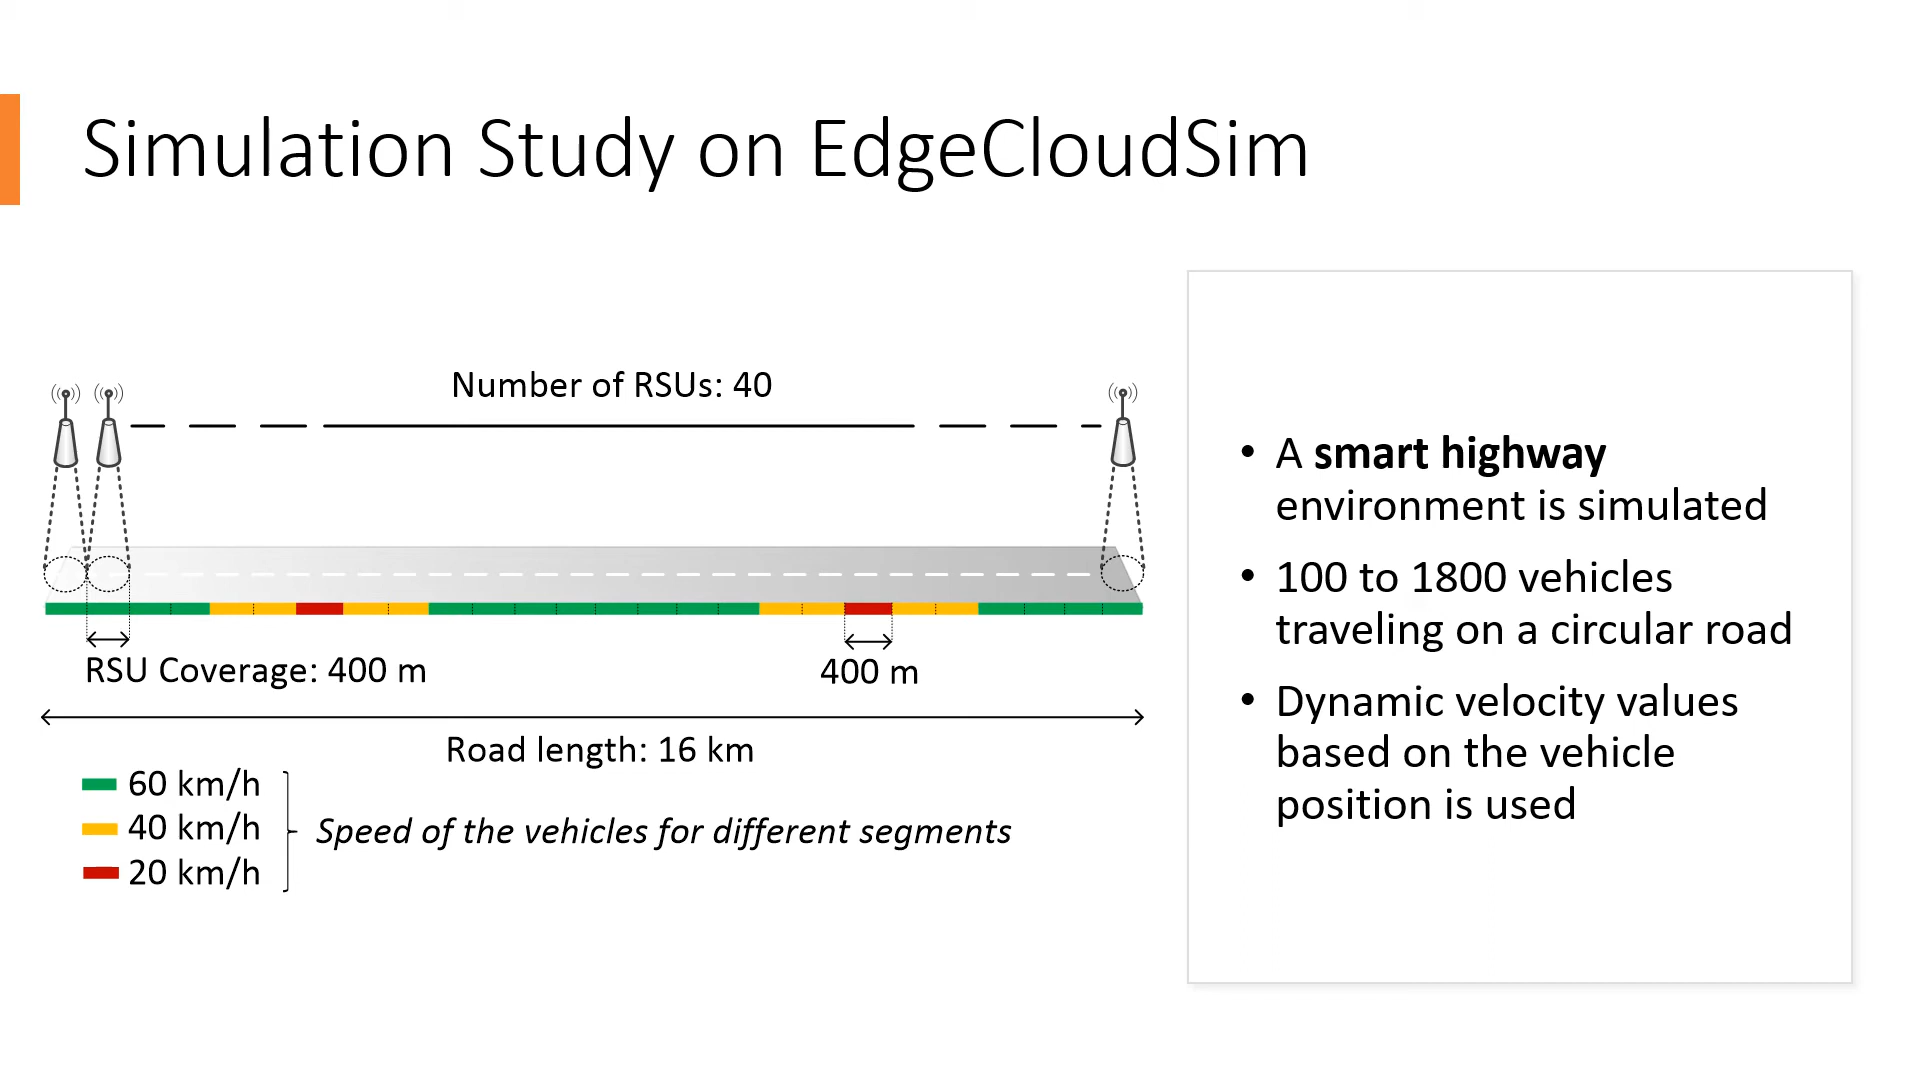 Simulation Study on EdgeCloudSim
Number of RSUs: 40
RSU Coverage: 400 m
400 m
Road length: 16 km
60 km/h
40 km/h
20 km/h
Speed of the vehicles for different segments
• A smart highway
environment is simulated
• 100 to 1800 vehicles
traveling on a circular road
• Dynamic velocity values
based on the vehicle
position is used